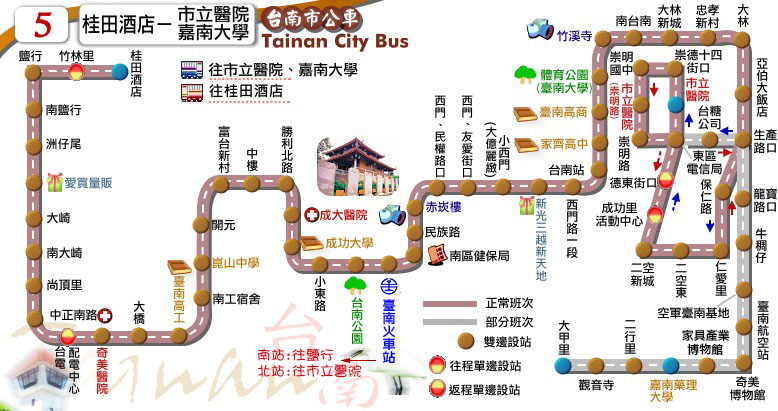 5
桂田酒店－
市立醫院
嘉南大學
台南市公車
Tainan City Bus
往市立醫院、嘉南大學
往桂田酒店
鹽行
竹林里
桂田酒店
南鹽行
洲仔尾
愛買量販
大崎
南大崎
尚頂里
中正南路
台電
配電中心
奇美醫院
大橋
臺南高工
南工宿舍
崑山中學
開元
富台新村
中樓
勝利北路
成大醫院
成功大學
小東路
台南公園
臺南火車站
南區健保局
民族路
赤崁樓
西門、民權路口
西門、友愛街口
(大億麗緻)
小西門
新光三越新天地
西門路一段
台南站
家齊高中
臺南高商
體育公園
(臺南大學)
竹溪寺
南台南
大林新城
忠孝新村
大林
亞伯大飯店
崇明國中
崇德十四街口
市立醫院
(崇明路)
市立醫院
台糖公司
生產路口
崇明路
東區電信局
德東街口
成功里
活動中心
保仁路
龍寶路口
牛稠仔
二空新城
二空東
仁愛里
空軍臺南基地
臺南航空站
家具產業博物館
奇美博物館
嘉南藥理大學
二行里
觀音寺
大甲里
正常班次
部分班次
雙邊設站
往程單邊設站
返程單邊設站
南站:往鹽行
北站:往市立醫院
Tainan
台南